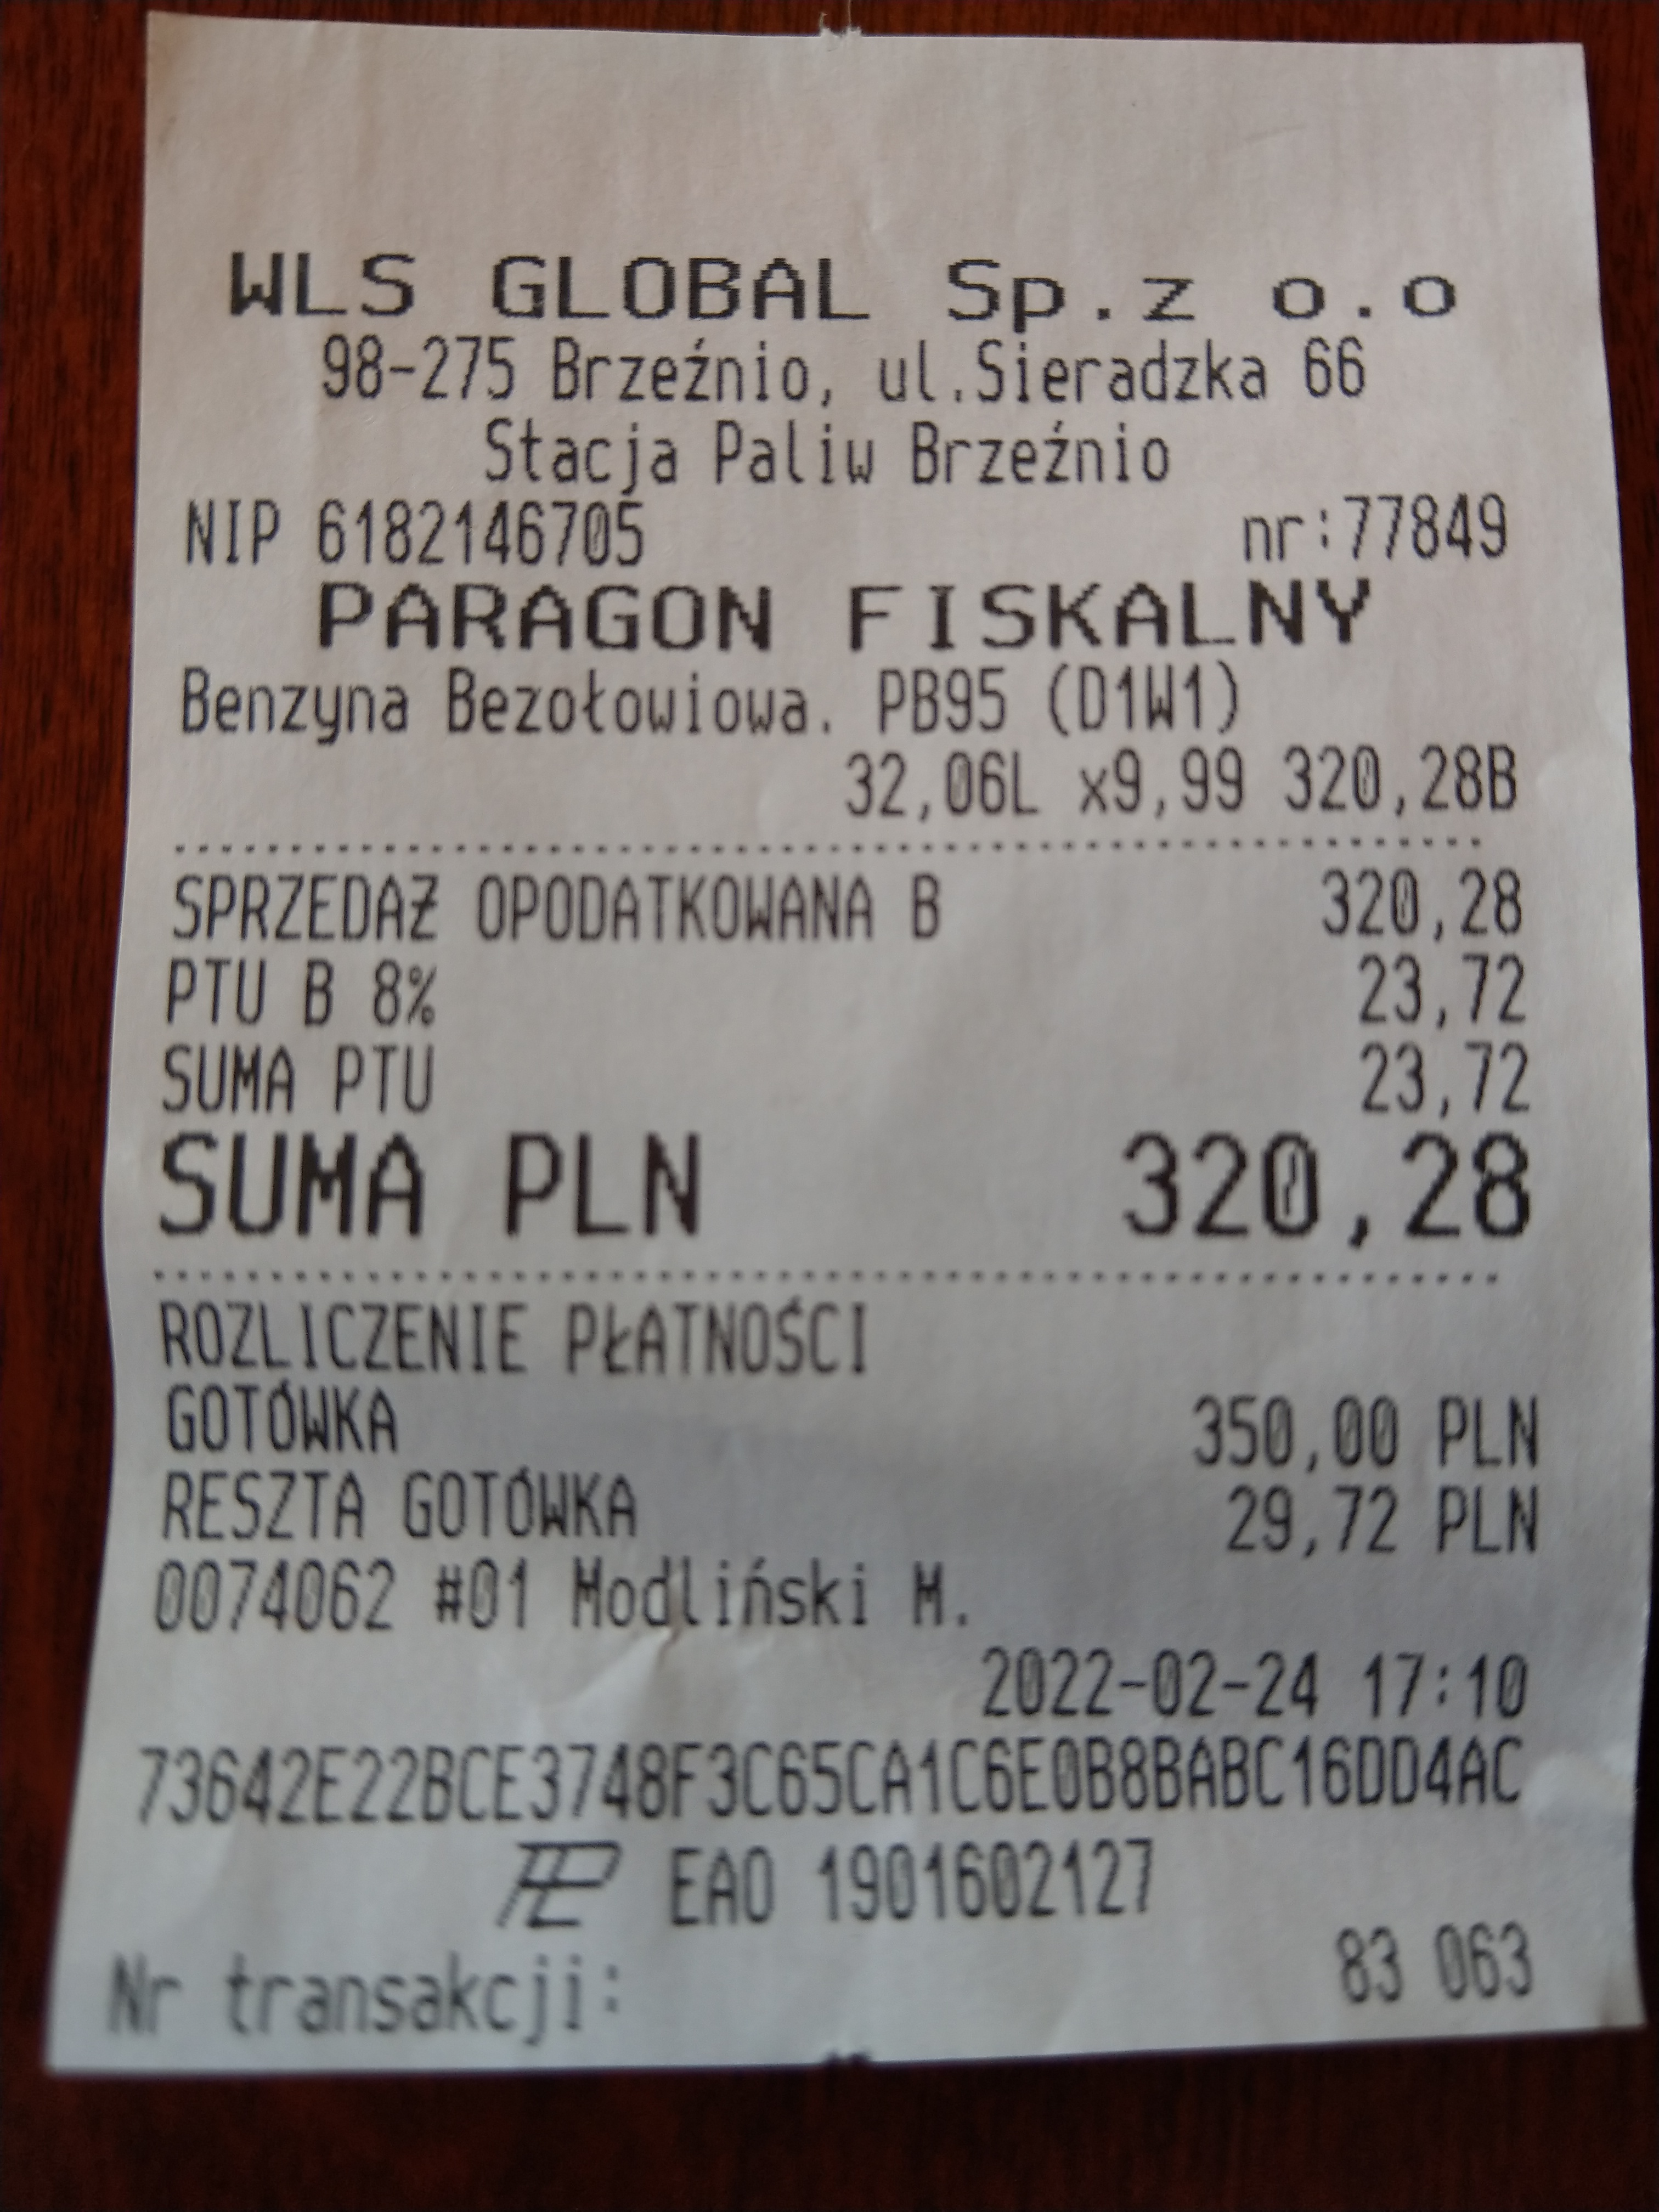 WLS GLOBAL Sp.z o.o
98-275 Brzeźnio, ul.Sieradzka 66
Stacja Paliw Brzeźnio
NIP 6182146705 nr:77849
PARAGON FISKALNY
Benzyna Bezołowiowa. PB95 (D1W1)
32,06L x9,99 320,28B
SPRZEDAŻ OPODATKOWANA B 320,28
PTU B 8% 23,72
SUMA PTU 23,72
SUMA PLN 320,28
ROZLICZENIE PŁATNOŚCI
GOTÓWKA 350,00 PLN
RESZTA GOTÓWKA 29,72 PLN
0074062 #01 Modliński M.
2022-02-24 17:10
73642E22BCE3748F3C65CA1C6E0B8BABC16DD4AC
EAO 1901602127
Nr transakcji: 83 063